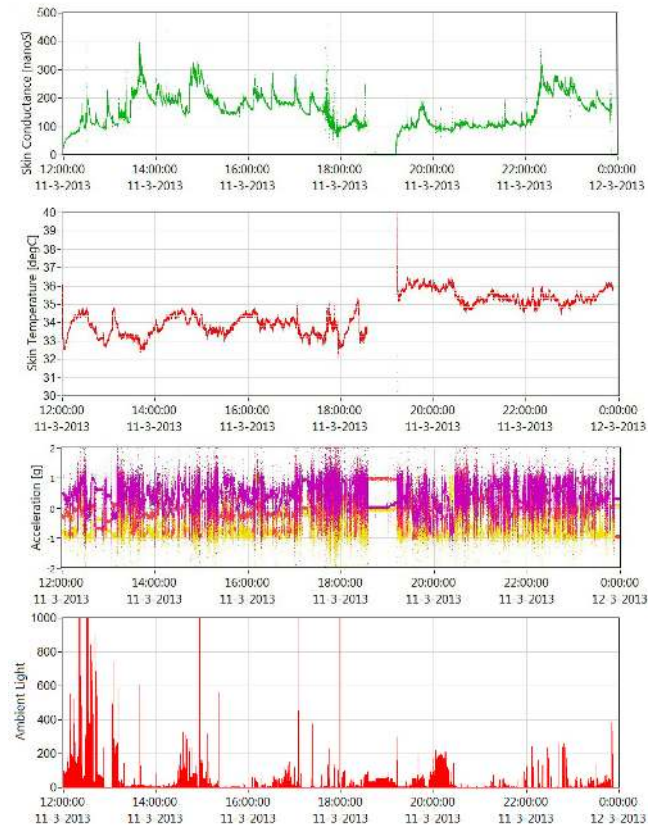 Skin Conductance [nanoS]
500
400
300
200
100
0
12:00:00 14:00:00 16:00:00 18:00:00 20:00:00 22:00:00 0:00:00
11-3-2013 11-3-2013 11-3-2013 11-3-2013 11-3-2013 11-3-2013 12-3-2013
Skin Temperature [degC]
40
39
38
37
36
35
34
33
32
31
30
12:00:00 14:00:00 16:00:00 18:00:00 20:00:00 22:00:00 0:00:00
11-3-2013 11-3-2013 11-3-2013 11-3-2013 11-3-2013 11-3-2013 12-3-2013
Acceleration [g]
2
1
0
-1
-2
12:00:00 14:00:00 16:00:00 18:00:00 20:00:00 22:00:00 0:00:00
11-3-2013 11-3-2013 11-3-2013 11-3-2013 11-3-2013 11-3-2013 12-3-2013
Ambient Light
1000
800
600
400
200
0
12:00:00 14:00:00 16:00:00 18:00:00 20:00:00 22:00:00 0:00:00
11-3-2013 11-3-2013 11-3-2013 11-3-2013 11-3-2013 11-3-2013 12-3-2013